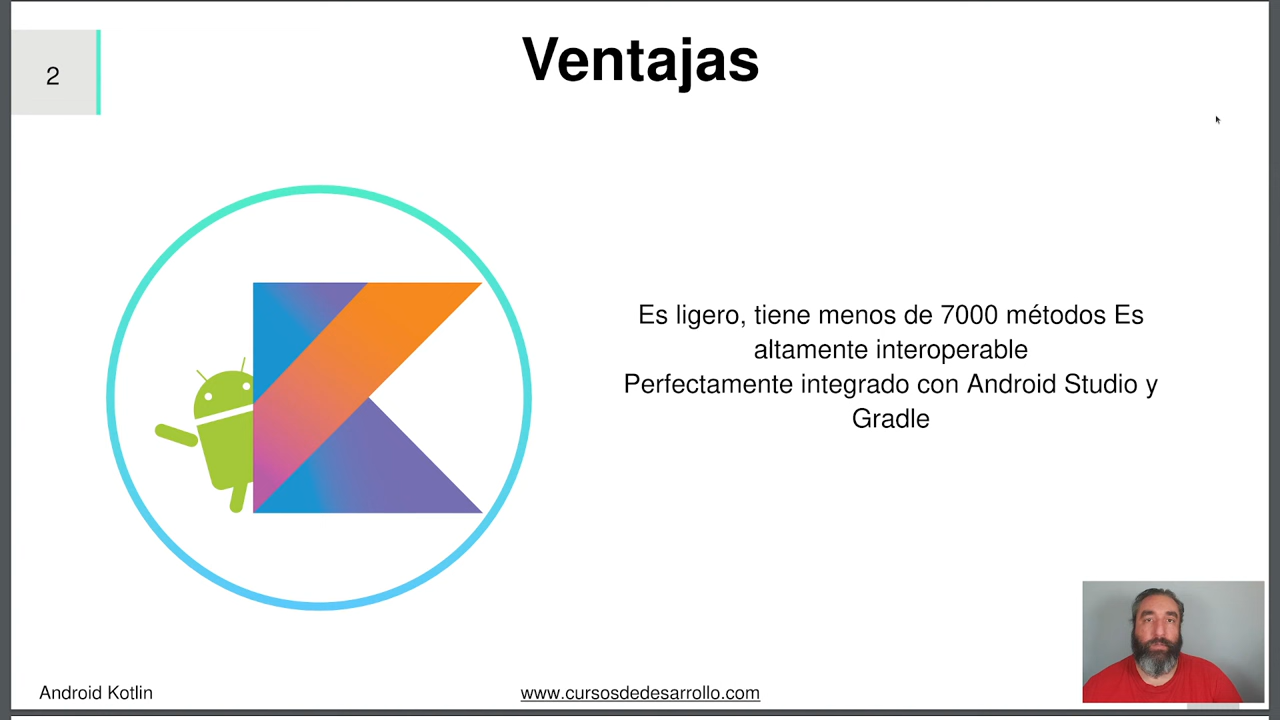 2
Ventajas
Es ligero, tiene menos de 7000 métodos Es
altamente interoperable
Perfectamente integrado con Android Studio y
Gradle
Android Kotlin
www.cursosdedesarrollo.com